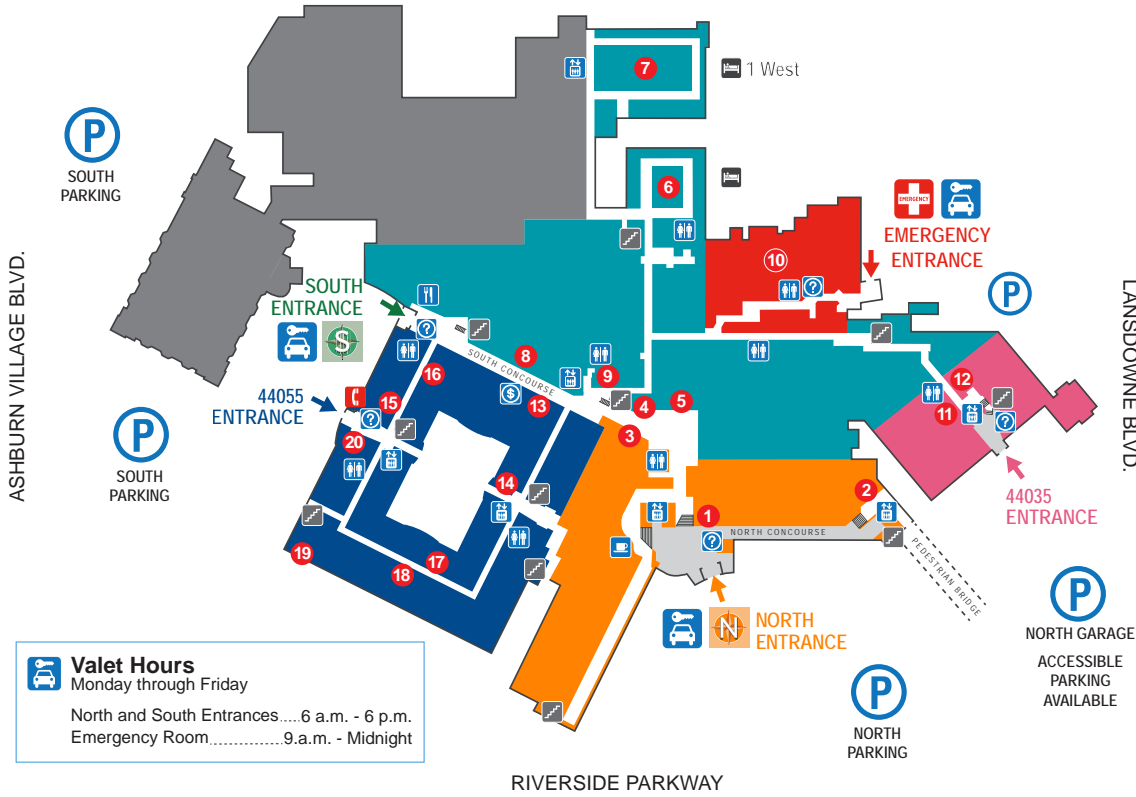 7
1 West
P
SOUTH
PARKING
6
EMERGENCY
EMERGENCY
ENTRANCE
10
?
P
ASHBURN VILLAGE BLVD.
LANSDOWNE BLVD.
SOUTH
ENTRANCE
S
?
8
SOUTH CONCOURSE
16
9
$
13
12
11
?
44055
ENTRANCE
15
?
4
5
3
20
P
SOUTH
PARKING
14
2
44035
ENTRANCE
1
NORTH CONCOURSE
?
PEDESTRIAN BRIDGE
19
18
17
N
NORTH
ENTRANCE
P
NORTH GARAGE
ACCESSIBLE
PARKING
AVAILABLE
P
NORTH
PARKING
Valet Hours
Monday through Friday
North and South Entrances.....6 a.m. - 6 p.m.
Emergency Room...................9.a.m. - Midnight
RIVERSIDE PARKWAY